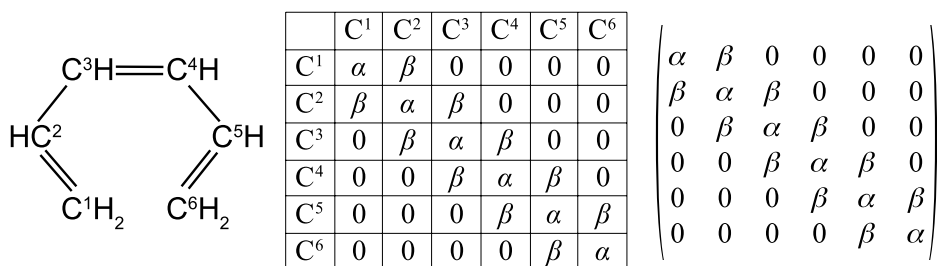 C³H C⁴H
HC² C⁵H
C¹H₂ C⁶H₂
C¹ C² C³ C⁴ C⁵ C⁶
C¹ α β 0 0 0 0
C² β α β 0 0 0
C³ 0 β α β 0 0
C⁴ 0 0 β α β 0
C⁵ 0 0 0 β α β
C⁶ 0 0 0 0 β α
α β 0 0 0 0
β α β 0 0 0
0 β α β 0 0
0 0 β α β 0
0 0 0 β α β
0 0 0 0 β α